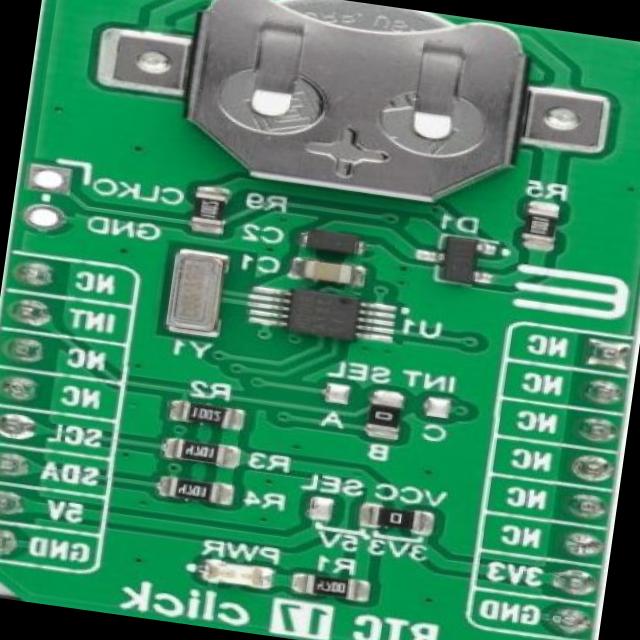 CLKO
GND
R9
R5
C2
D1
C1
U1
Y1
NC
INT
NC
NC
SCL
SDA
5V
GND
NC
NC
NC
NC
NC
NC
3V3
GND
INT SEL
A
B
C
R2
1002
R3
R4
VCC SEL
3V3 5V
PWR
R1
RTC 17 click